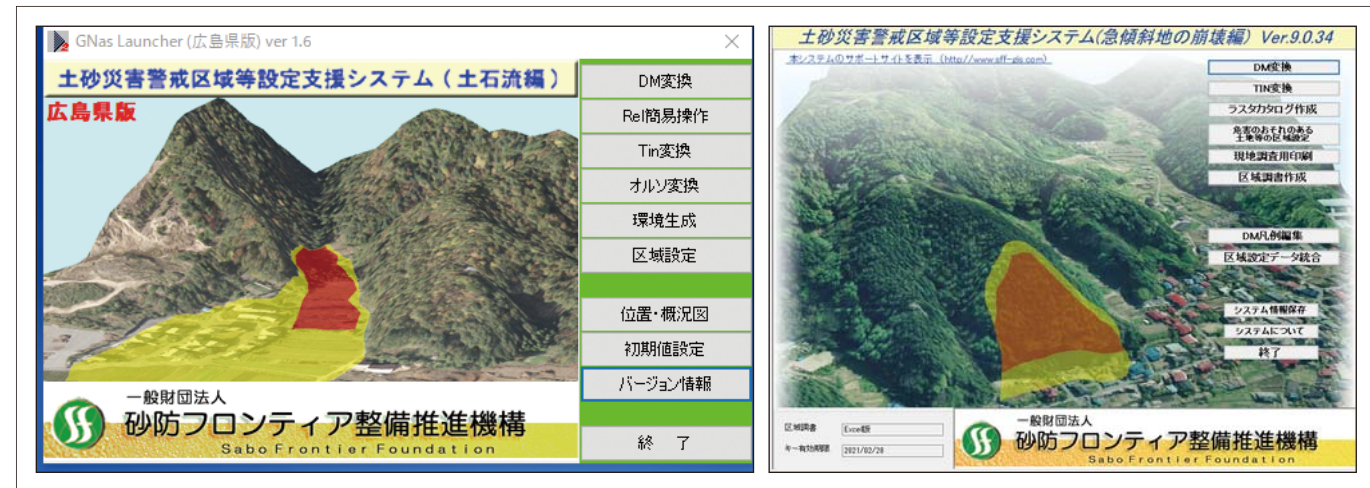 GNas Launcher (広島県版) ver 1.6
土砂災害警戒区域等設定支援システム(土石流編)
広島県版
DM変換
Rel簡易操作
Tin変換
オルソ変換
環境生成
区域設定
位置・概況図
初期値設定
バージョン情報
終 了
一般財団法人
砂防フロンティア整備推進機構
Sabo Frontier Foundation
土砂災害警戒区域等設定支援システム(急傾斜地の崩壊編) Ver.9.0.34
本システムのサポートサイトを表示 (http://www.sff-gis.com)
DM変換
TIN変換
ラスタカタログ作成
危害のおそれのある
土地等の区域設定
現地調査用印刷
区域調書作成
DM凡例編集
区域設定データ統合
システム情報保存
システムについて
終了
区域調書
Excel版
キー有効期限
2021/02/28
一般財団法人
砂防フロンティア整備推進機構
Sabo Frontier Foundation